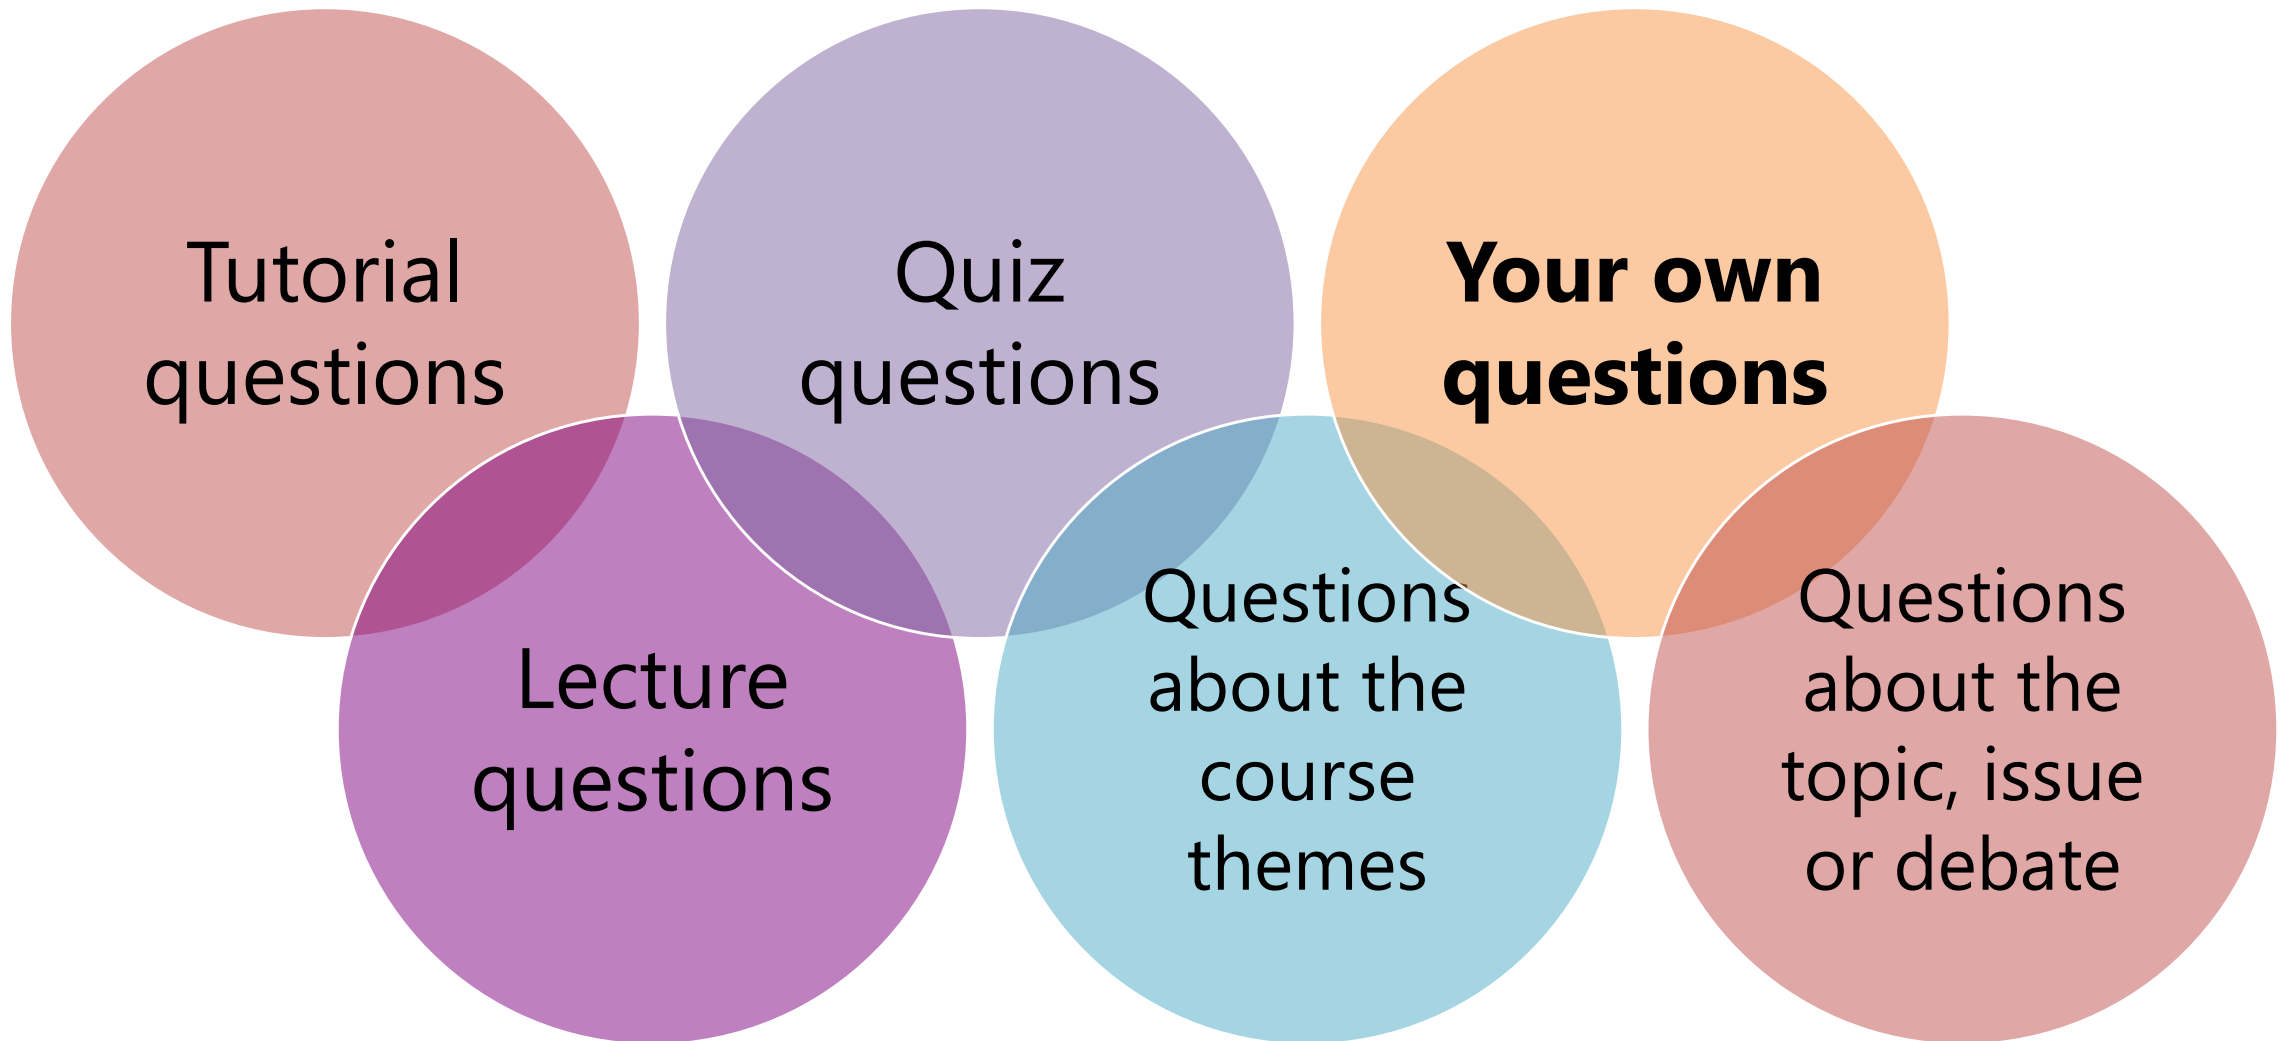 Tutorial
questions
Quiz
questions
Your own
questions
Lecture
questions
Questions
about the
course
themes
Questions
about the
topic, issue
or debate